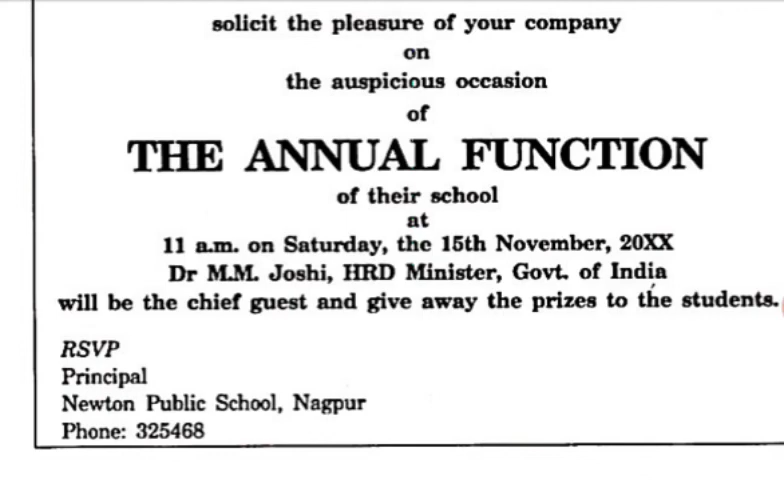 solicit the pleasure of your company
on
the auspicious occasion
of
THE ANNUAL FUNCTION
of their school
at
11 a.m. on Saturday, the 15th November, 20XX
Dr M.M. Joshi, HRD Minister, Govt. of India
will be the chief guest and give away the prizes to the students.
RSVP
Principal
Newton Public School, Nagpur
Phone: 325468